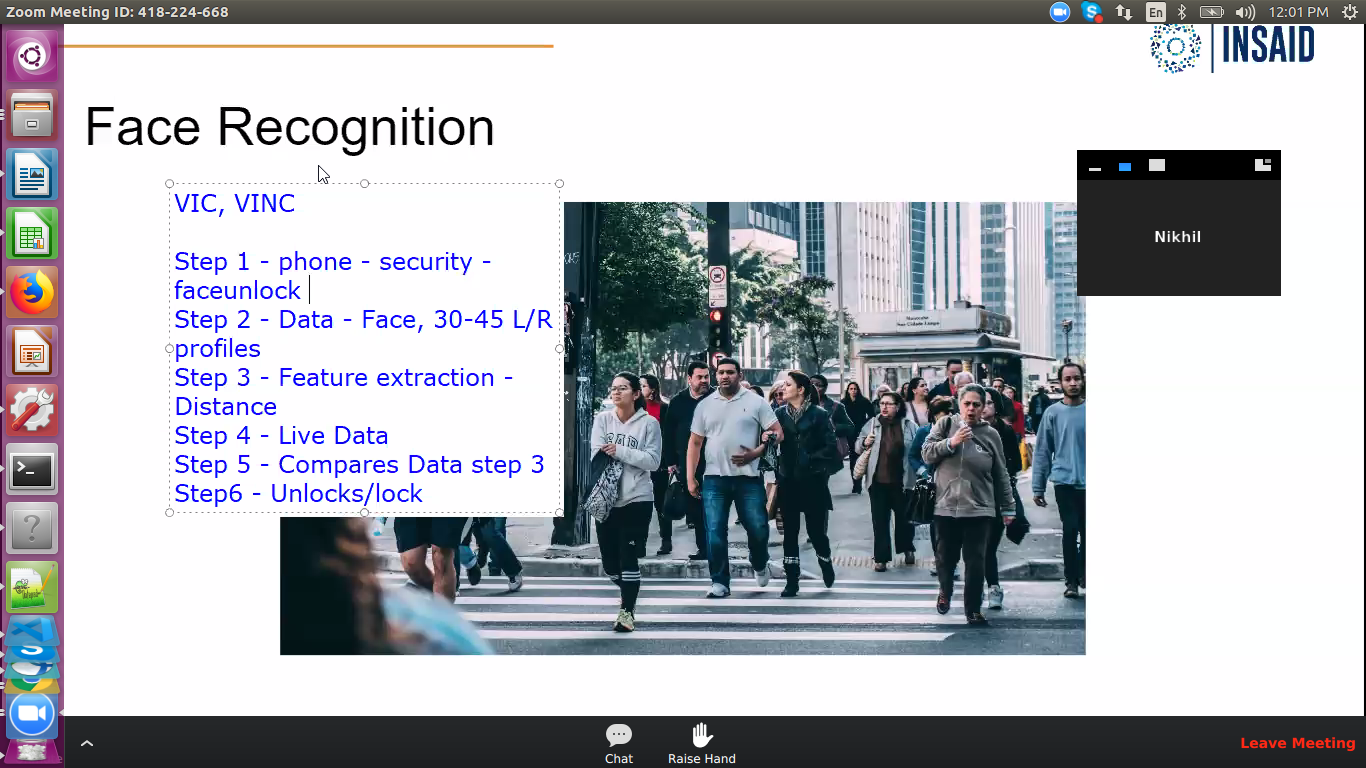 Zoom Meeting ID: 418-224-668
En
12:01 PM
INSAID
Face Recognition
VIC, VINC
Step 1 - phone - security -
faceunlock
Step 2 - Data - Face, 30-45 L/R
profiles
Step 3 - Feature extraction -
Distance
Step 4 - Live Data
Step 5 - Compares Data step 3
Step6 - Unlocks/lock
Nikhil
Chat
Raise Hand
Leave Meeting